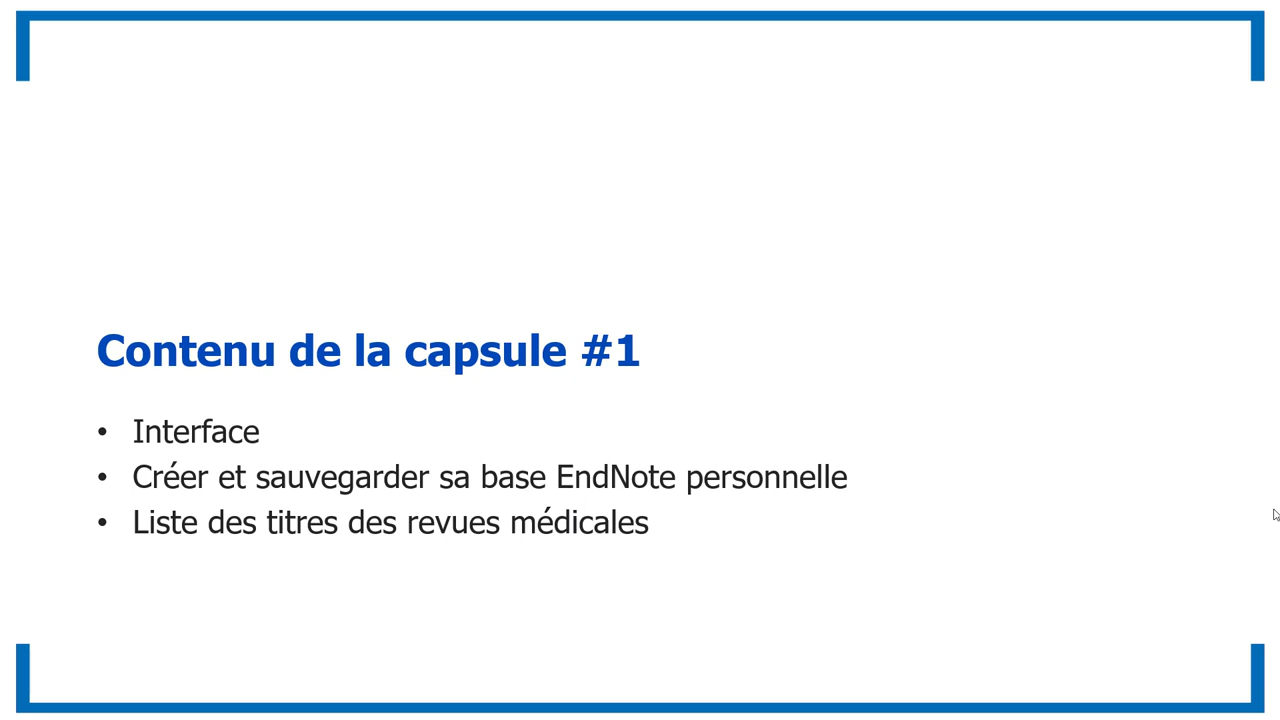 Contenu de la capsule #1
• Interface
• Créer et sauvegarder sa base EndNote personnelle
• Liste des titres des revues médicales